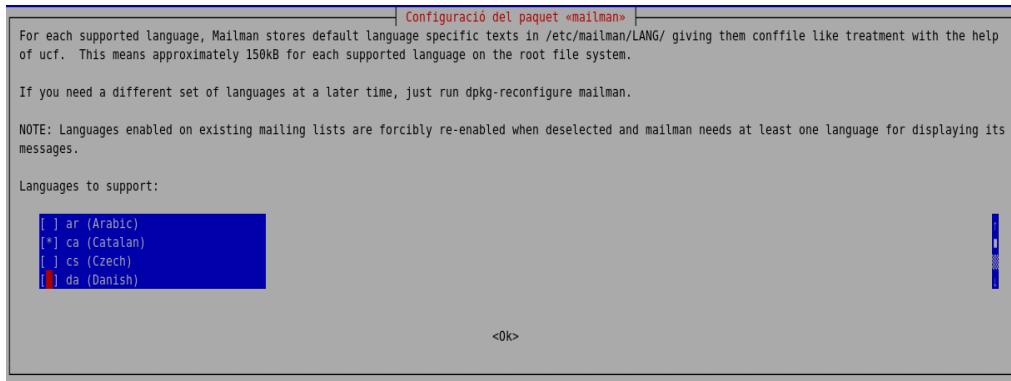 Configuració del paquet «mailman»
For each supported language, Mailman stores default language specific texts in /etc/mailman/LANG/ giving them conffile like treatment with the help
of ucf.  This means approximately 150kB for each supported language on the root file system.
If you need a different set of languages at a later time, just run dpkg-reconfigure mailman.
NOTE: Languages enabled on existing mailing lists are forcibly re-enabled when deselected and mailman needs at least one language for displaying its
messages.
Languages to support:
[ ] ar (Arabic)
[*] ca (Catalan)
[ ] cs (Czech)
[ ] da (Danish)
<Ok>